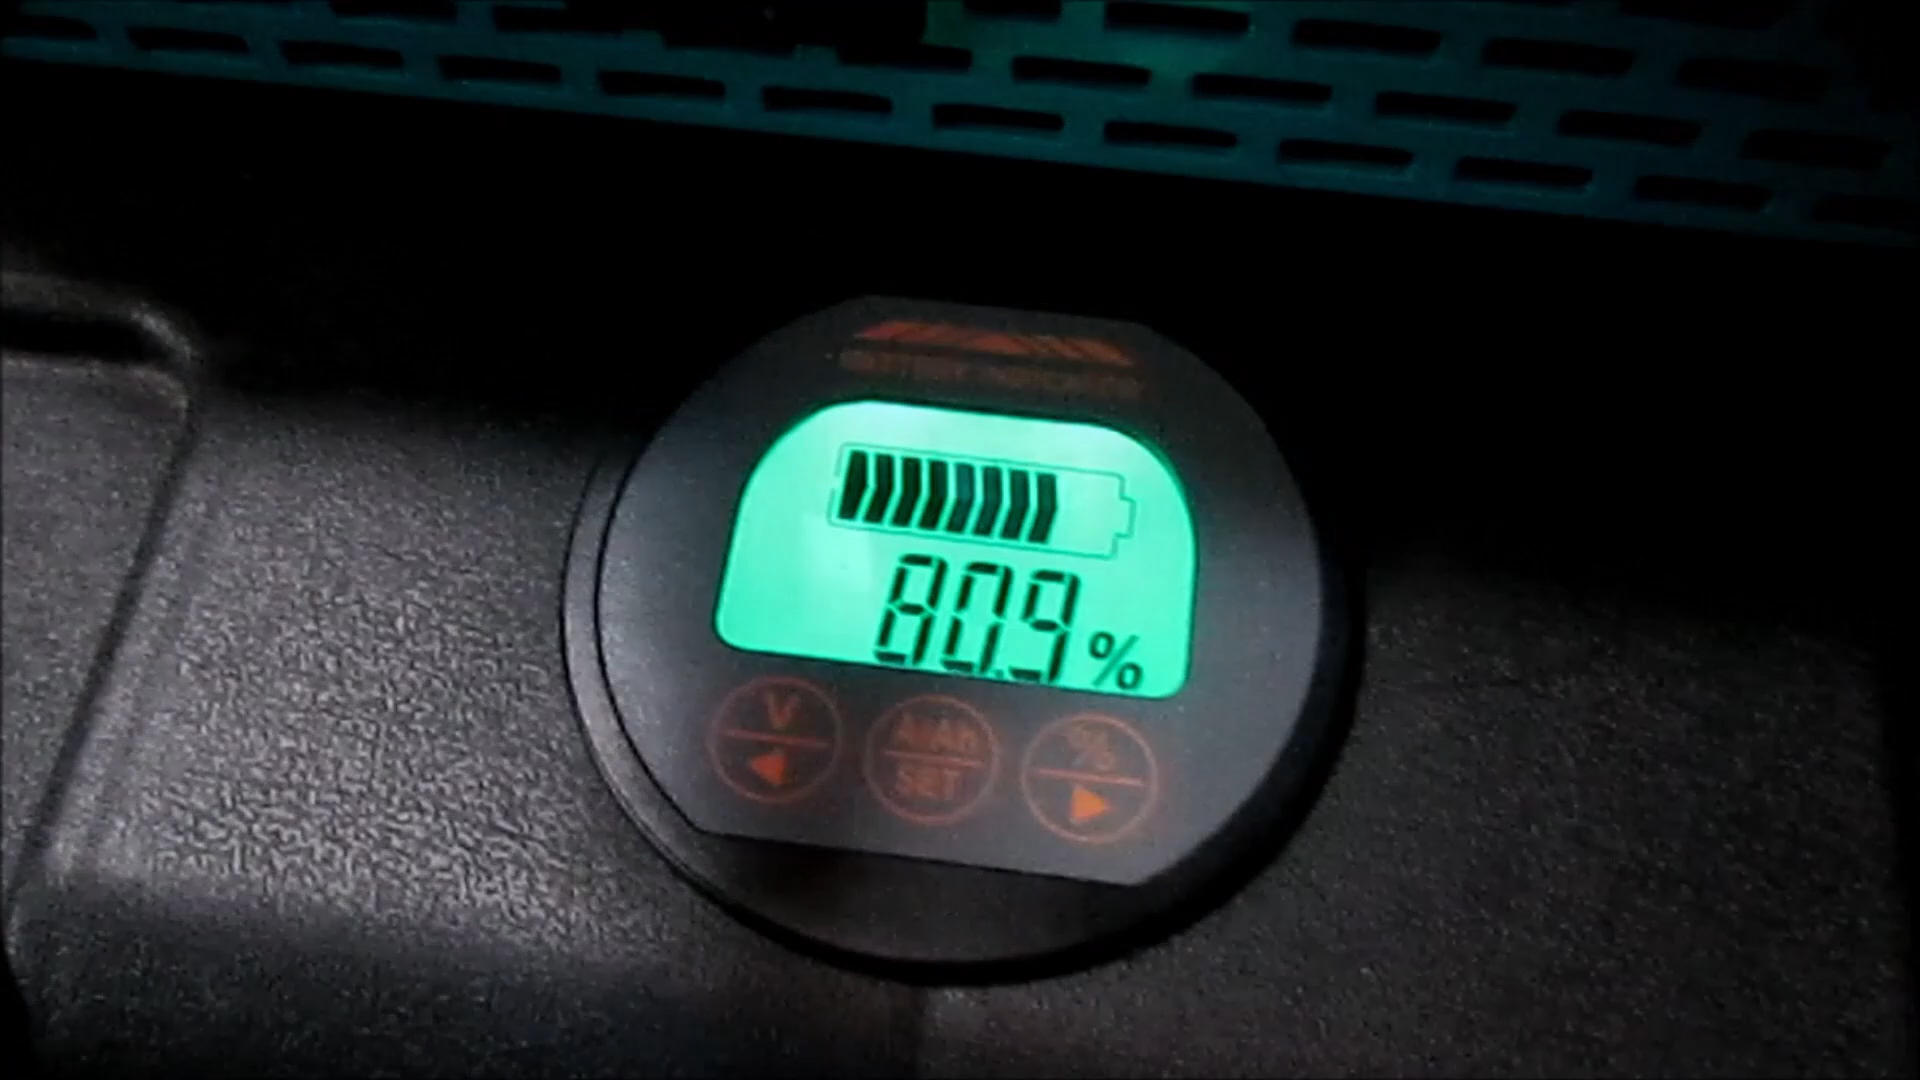 80.9 %
V
A/Ah
SET
%